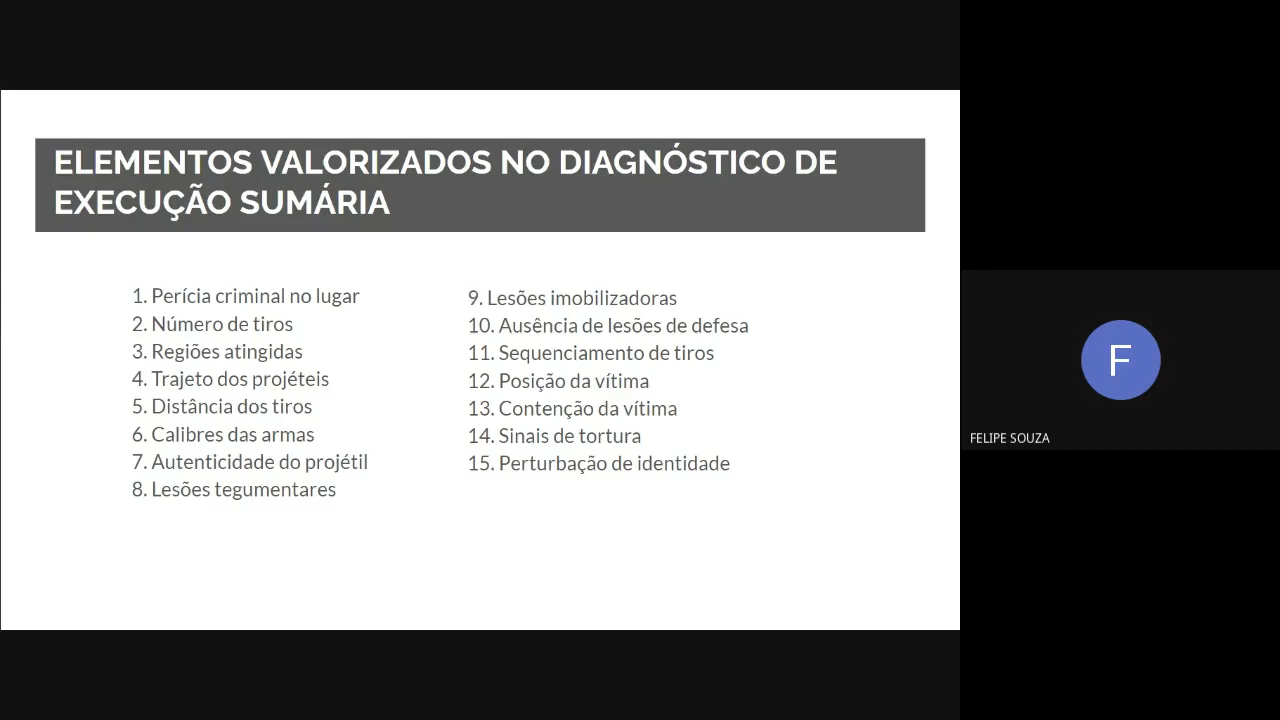 ELEMENTOS VALORIZADOS NO DIAGNÓSTICO DE
EXECUÇÃO SUMÁRIA
1. Perícia criminal no lugar
2. Número de tiros
3. Regiões atingidas
4. Trajeto dos projéteis
5. Distância dos tiros
6. Calibres das armas
7. Autenticidade do projétil
8. Lesões tegumentares
9. Lesões imobilizadoras
10. Ausência de lesões de defesa
11. Sequenciamento de tiros
12. Posição da vítima
13. Contenção da vítima
14. Sinais de tortura
15. Perturbação de identidade
F
FELIPE SOUZA